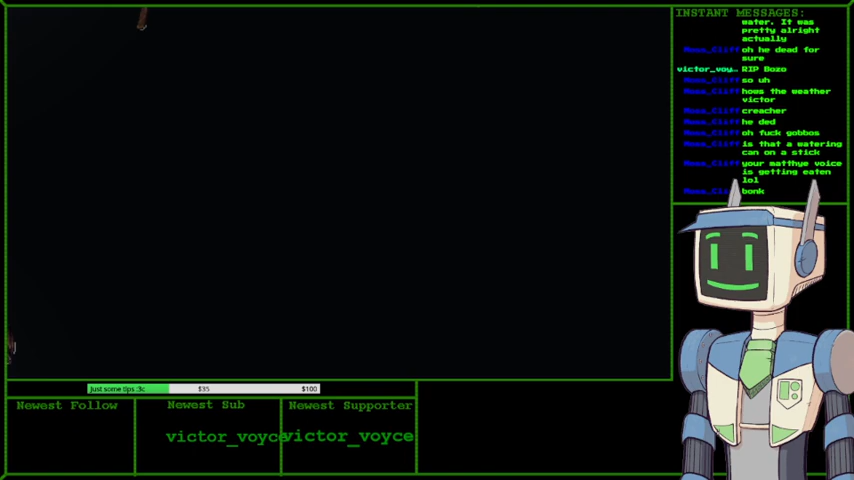 INSTANT MESSAGES:
water. It was
pretty alright
actually
oh he dead for
sure
victor_voy… RIP Bozo
so uh
hows the weather
victor
creacher
he ded
oh fuck gobbos
is that a watering
can on a stick
your matthye voice
is getting eaten
lol
bonk
Just some tips :3c $35 $100
Newest Follow Newest Sub Newest Supporter
victor_voyce victor_voyce